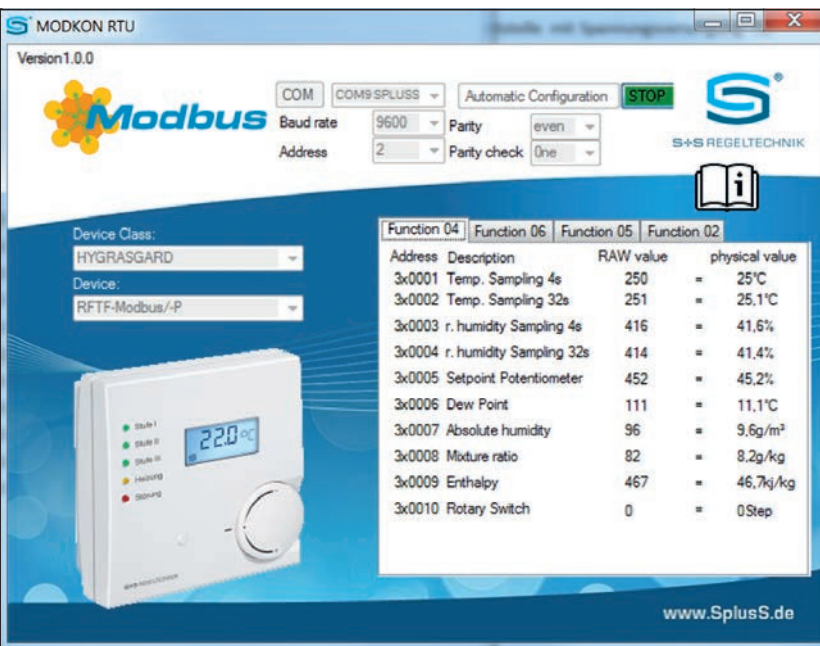 MODKON RTU
Version 1.0.0
Modbus
COM COM9 SPLUSS Automatic Configuration STOP
Baud rate 9600 Parity even
Address 2 Parity check 0ne
S+S REGELTECHNIK
i
Device Class:
HYGRASGARD
Device:
RFTF-Modbus/-P
Function 04 Function 06 Function 05 Function 02
Address Description RAW value physical value
3x0001 Temp. Sampling 4s 250 = 25°C
3x0002 Temp. Sampling 32s 251 = 25,1°C
3x0003 r. humidity Sampling 4s 416 = 41,6%
3x0004 r. humidity Sampling 32s 414 = 41,4%
3x0005 Setpoint Potentiometer 452 = 45,2%
3x0006 Dew Point 111 = 11,1°C
3x0007 Absolute humidity 96 = 9,6g/m³
3x0008 Mixture ratio 82 = 8,2g/kg
3x0009 Enthalpy 467 = 46,7kj/kg
3x0010 Rotary Switch 0 = 0Step
Stufe I
Stufe II
Stufe III
Heizung
Störung
22.0 °C
S+S REGELTECHNIK
www.SplusS.de